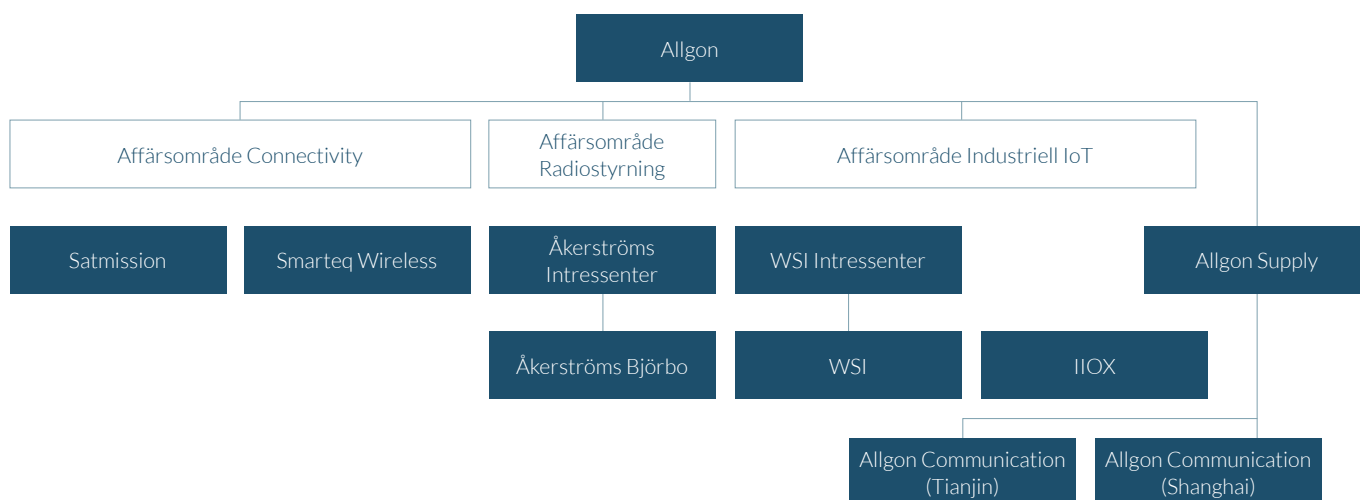 Allgon
Affärsområde Connectivity
Affärsområde
Radiostyrning
Affärsområde Industriell IoT
Satmission
Smarteq Wireless
Åkerströms
Intressenter
WSI Intressenter
Allgon Supply
Åkerströms Björbo
WSI
IIOX
Allgon Communication
(Tianjin)
Allgon Communication
(Shanghai)